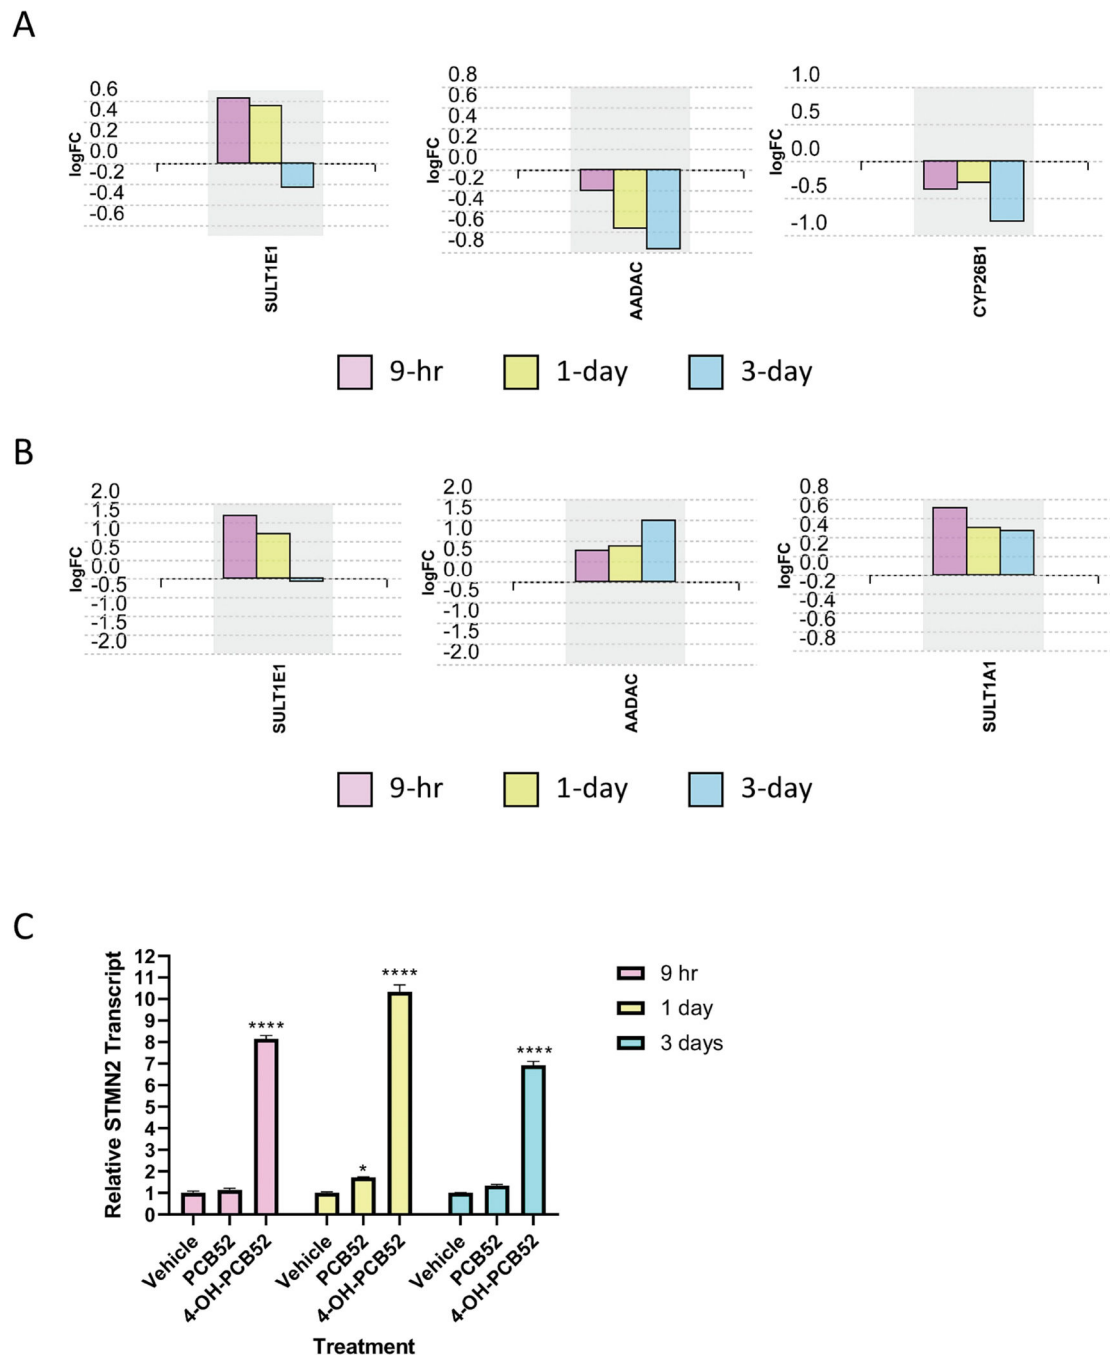 A
0.6
0.4
0.2
0.0
-0.2
-0.4
-0.6
logFC
SULT1E1
0.8
0.6
0.4
0.2
0.0
-0.2
-0.4
-0.6
-0.8
logFC
AADAC
1.0
0.5
0.0
-0.5
-1.0
logFC
CYP26B1
9-hr 1-day 3-day
B
2.0
1.5
1.0
0.5
0.0
-0.5
-1.0
-1.5
-2.0
logFC
SULT1E1
2.0
1.5
1.0
0.5
0.0
-0.5
-1.0
-1.5
-2.0
logFC
AADAC
0.8
0.6
0.4
0.2
0.0
-0.2
-0.4
-0.6
-0.8
logFC
SULT1A1
9-hr 1-day 3-day
C
Relative STMN2 Transcript
12
11
10
9
8
7
6
5
4
3
2
1
0
****
*
****
****
9 hr
1 day
3 days
Vehicle
PCB52
4-OH-PCB52
Vehicle
PCB52
4-OH-PCB52
Vehicle
PCB52
4-OH-PCB52
Treatment